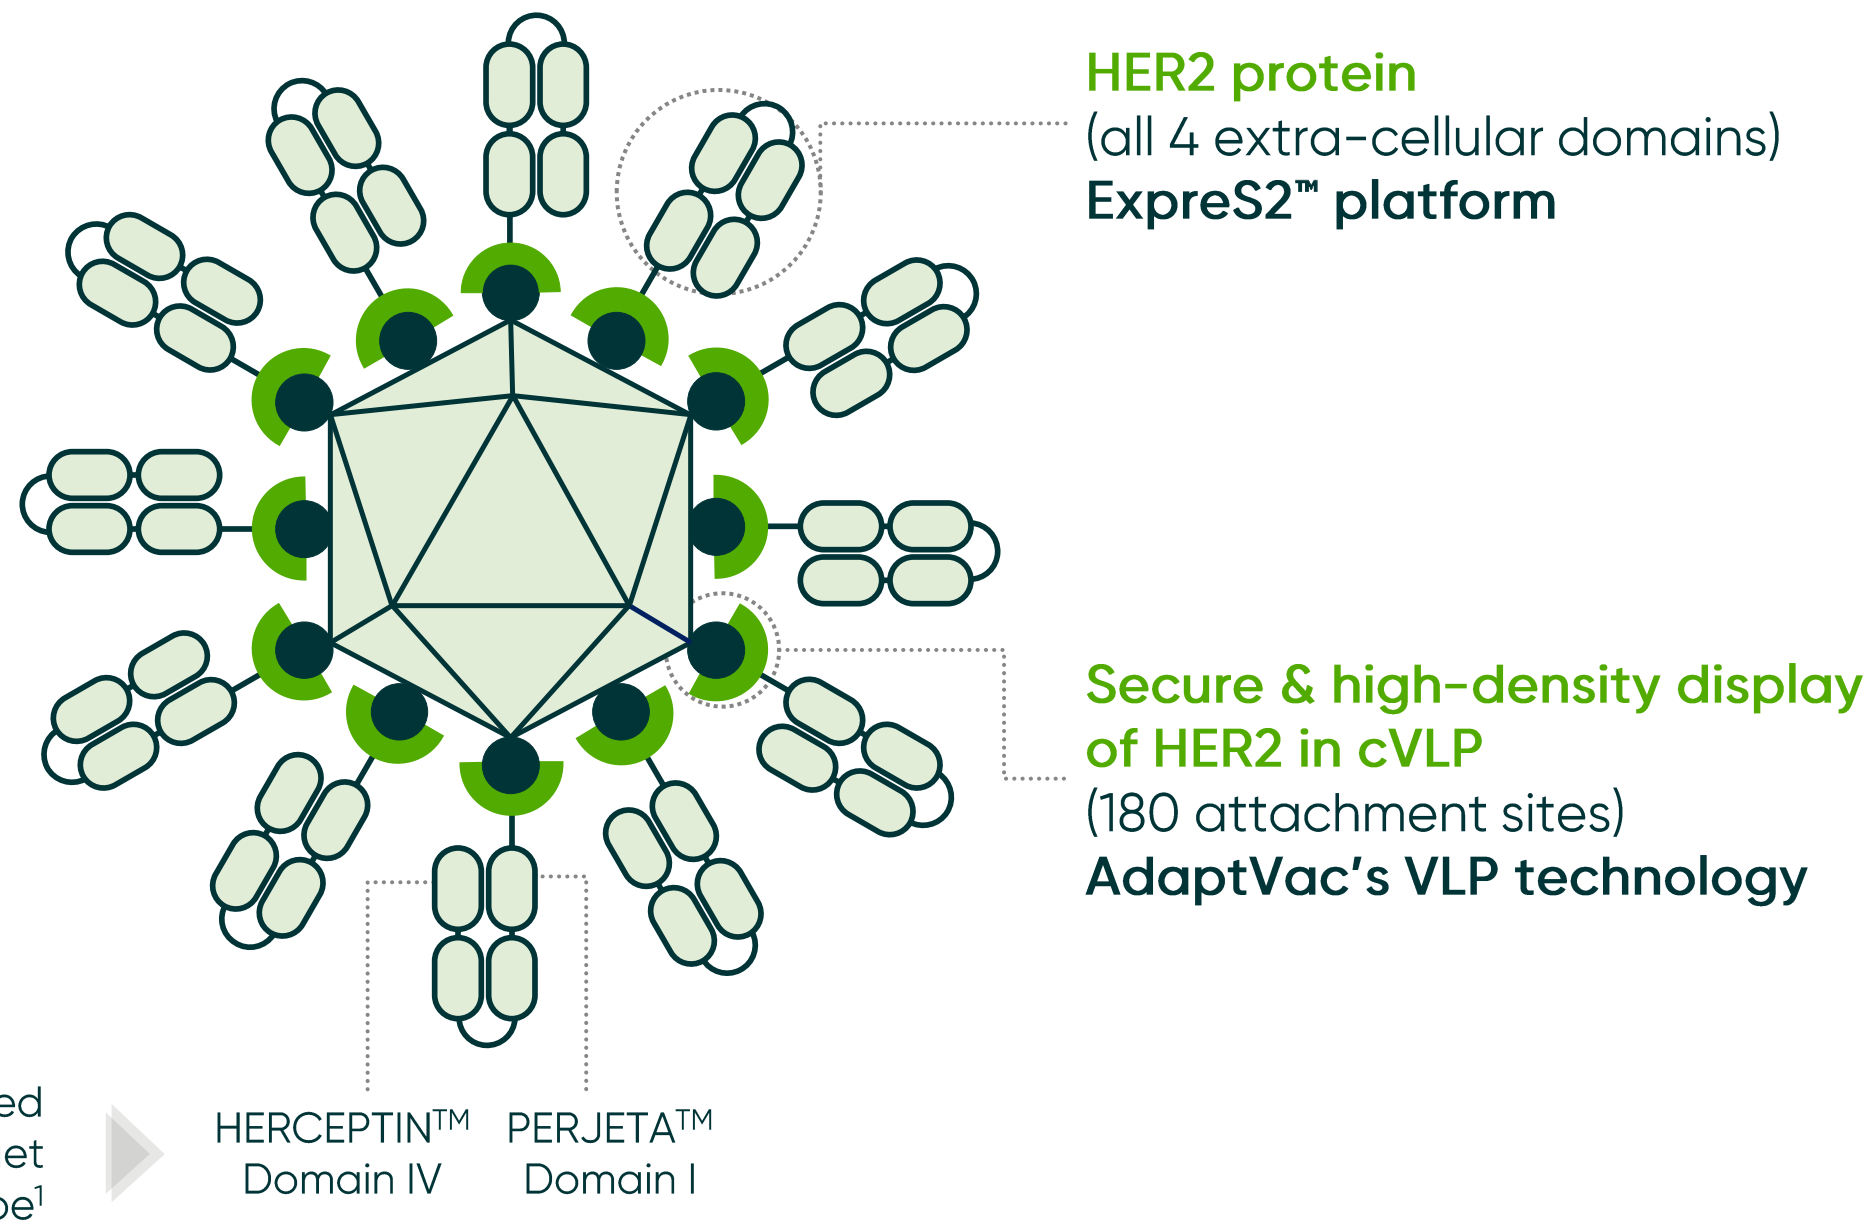 HER2 protein
(all 4 extra-cellular domains)
ExpreS2™ platform
Secure & high-density display
of HER2 in cVLP
(180 attachment sites)
AdaptVac's VLP technology
HERCEPTIN™ PERJETA™
Domain IV Domain I